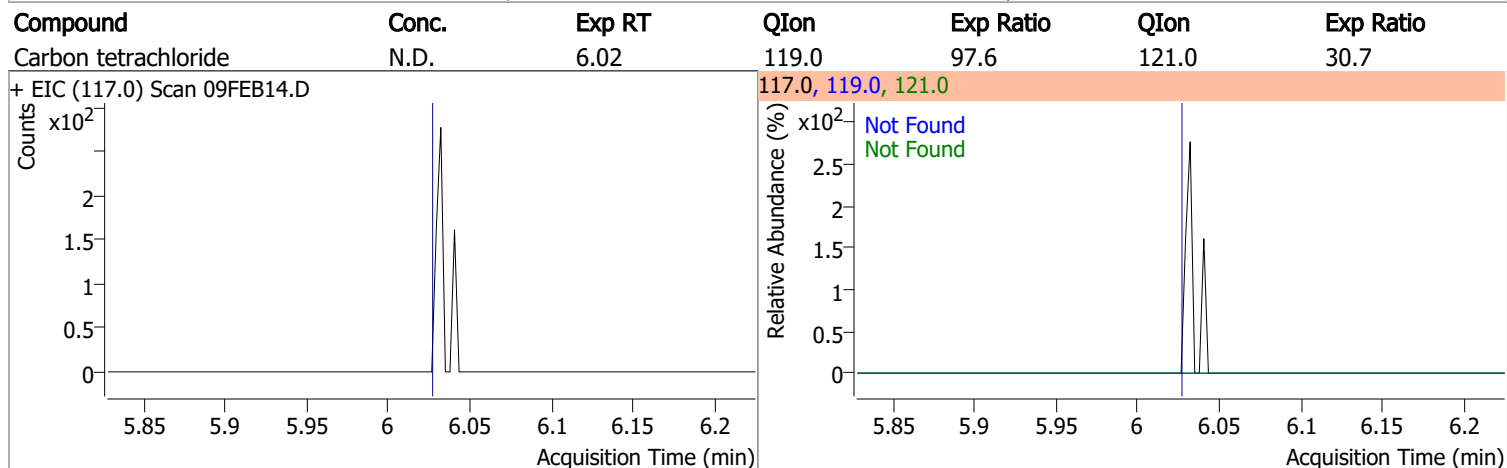 Compound Conc. Exp RT QIon Exp Ratio QIon Exp Ratio
Carbon tetrachloride N.D. 6.02 119.0 97.6 121.0 30.7
+ EIC (117.0) Scan 09FEB14.D
Counts
x10²
2
1.5
1
0.5
0
5.85 5.9 5.95 6 6.05 6.1 6.15 6.2
Acquisition Time (min)
117.0, 119.0, 121.0
Relative Abundance (%)
x10²
Not Found
Not Found
2.5
2
1.5
1
0.5
0
5.85 5.9 5.95 6 6.05 6.1 6.15 6.2
Acquisition Time (min)